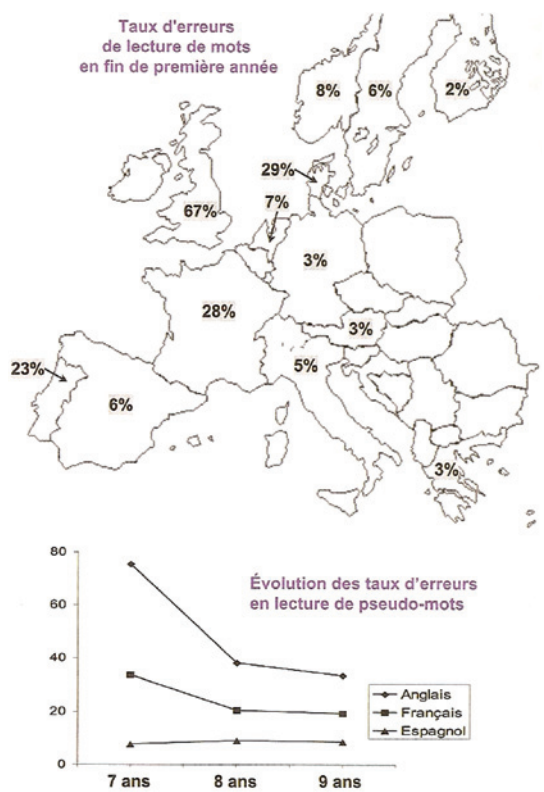 Taux d'erreurs
de lecture de mots
en fin de première année
8%
6%
2%
29%
7%
67%
3%
28%
3%
5%
23%
6%
3%
80
60
40
20
0
Évolution des taux d'erreurs
en lecture de pseudo-mots
Anglais
Français
Espagnol
7 ans
8 ans
9 ans